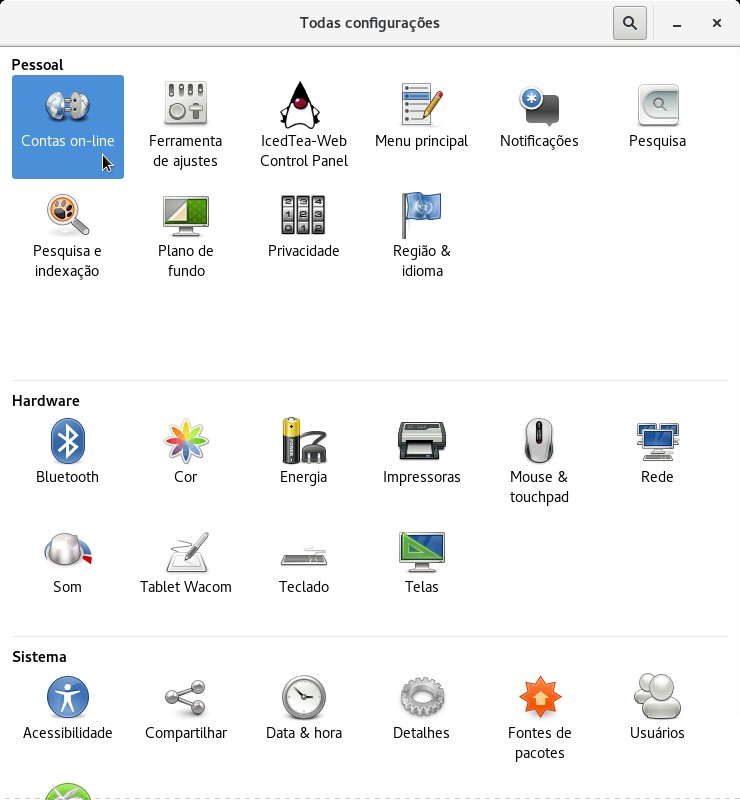 Todas configurações
Pessoal
Contas on-line
Ferramenta
de ajustes
IcedTea-Web
Control Panel
Menu principal
Notificações
Pesquisa
Pesquisa e
indexação
Plano de
fundo
Privacidade
Região &
idioma
Hardware
Bluetooth
Cor
Energia
Impressoras
Mouse &
touchpad
Rede
Som
Tablet Wacom
Teclado
Telas
Sistema
Acessibilidade
Compartilhar
Data & hora
Detalhes
Fontes de
pacotes
Usuários